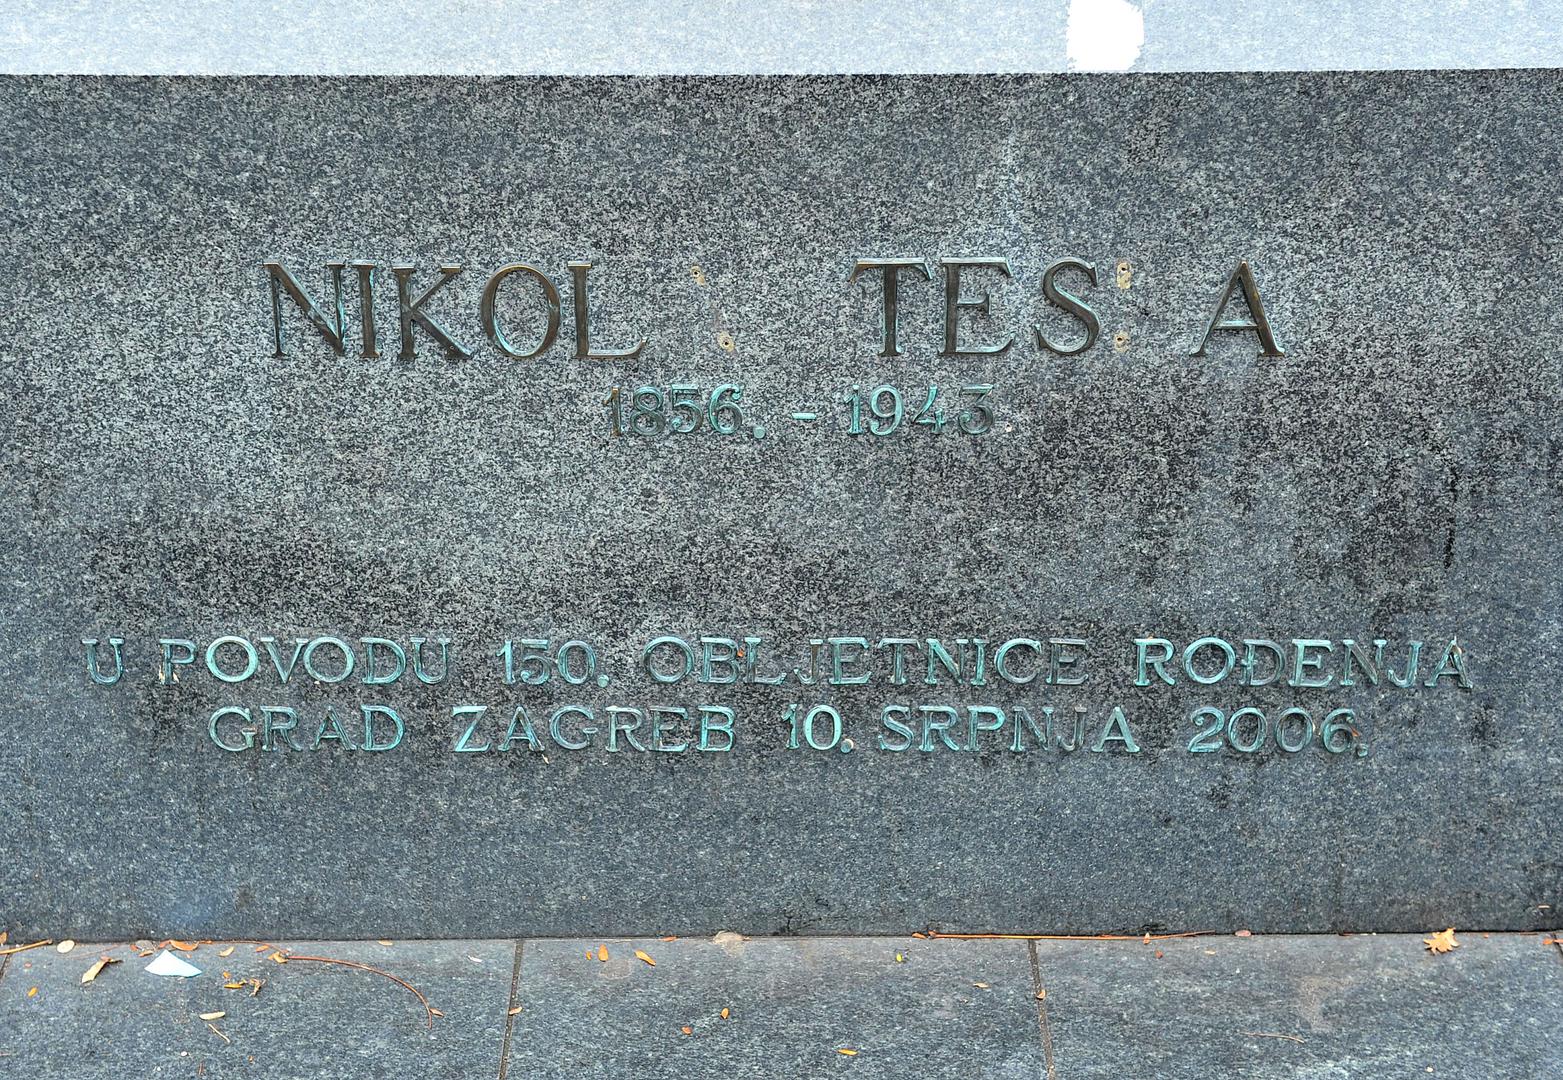 NIKOL TES A
1856. - 1943
U POVODU 150. OBLJETNICE ROĐENJA
GRAD ZAGREB 10. SRPNJA 2006.